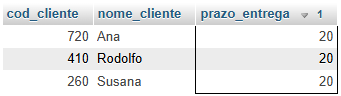 cod_cliente nome_cliente prazo_entrega 1
720 Ana 20
410 Rodolfo 20
260 Susana 20